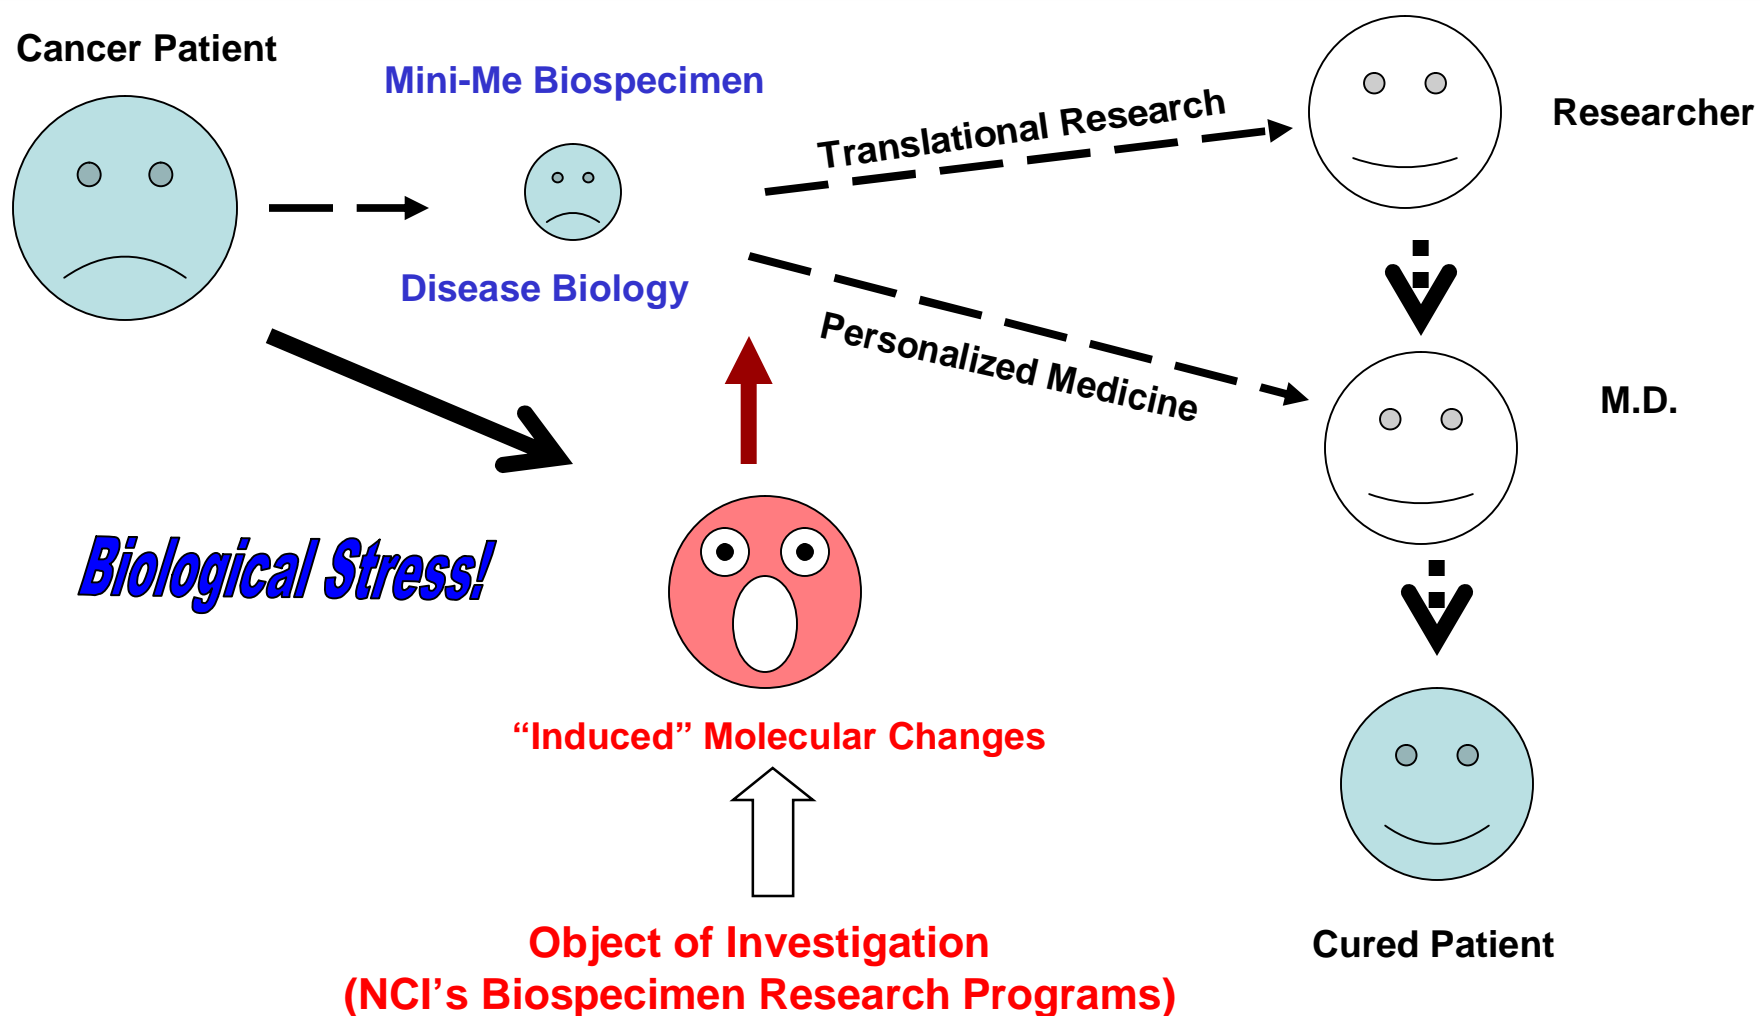 Cancer Patient
Mini-Me Biospecimen
Translational Research
Researcher
Disease Biology
Personalized Medicine
M.D.
Biological Stress!
“Induced” Molecular Changes
Object of Investigation
(NCI’s Biospecimen Research Programs)
Cured Patient